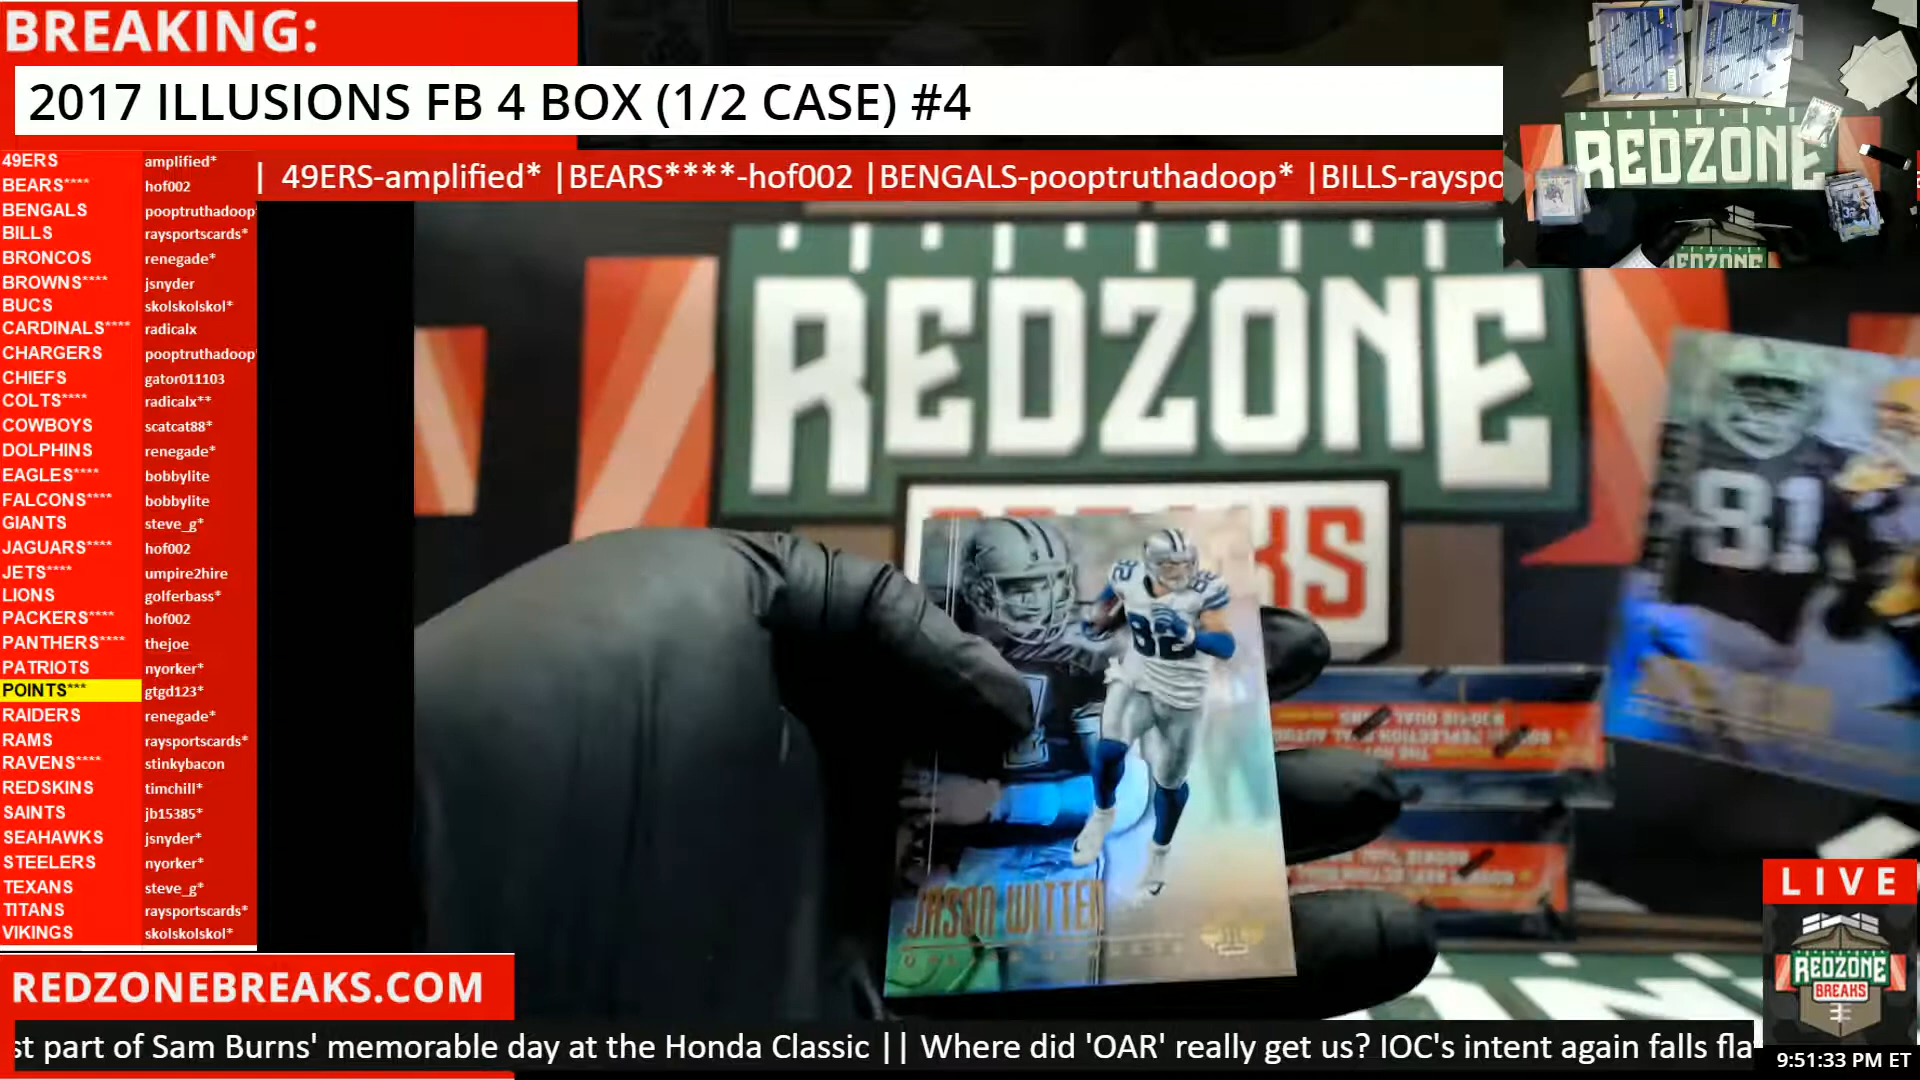 BREAKING:
2017 ILLUSIONS FB 4 BOX (1/2 CASE) #4
| 49ERS-amplified* |BEARS****-hof002 |BENGALS-pooptruthadoop* |BILLS-rayspo
49ERS amplified*
BEARS**** hof002
BENGALS pooptruthadoop
BILLS raysportscards*
BRONCOS renegade*
BROWNS**** jsnyder
BUCS skolskolskol*
CARDINALS**** radicalx
CHARGERS pooptruthadoop
CHIEFS gator011103
COLTS**** radicalx**
COWBOYS scatcat88*
DOLPHINS renegade*
EAGLES**** bobbylite
FALCONS**** bobbylite
GIANTS steve_g*
JAGUARS**** hof002
JETS**** umpire2hire
LIONS golferbass*
PACKERS**** hof002
PANTHERS**** thejoe
PATRIOTS nyorker*
POINTS*** gtgd123*
RAIDERS renegade*
RAMS raysportscards*
RAVENS**** stinkybacon
REDSKINS timchill*
SAINTS jb15385*
SEAHAWKS jsnyder*
STEELERS nyorker*
TEXANS steve_g*
TITANS raysportscards*
VIKINGS skolskolskol*
REDZONE
REDZONE
KS
81
82
82
JASON WITTEN
LIVE
REDZONE
BREAKS
REDZONEBREAKS.COM
st part of Sam Burns' memorable day at the Honda Classic || Where did 'OAR' really get us? IOC's intent again falls fla
9:51:33 PM ET